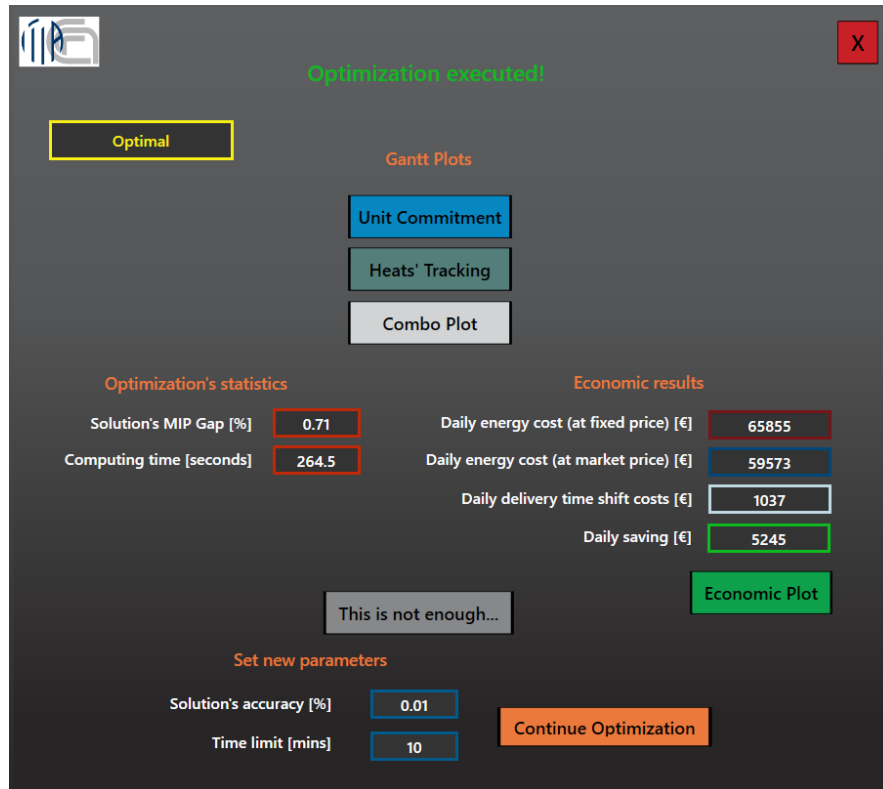 X
Optimization executed!
Optimal
Gantt Plots
Unit Commitment
Heats' Tracking
Combo Plot
Optimization's statistics
Solution's MIP Gap [%] 0.71
Computing time [seconds] 264.5
Economic results
Daily energy cost (at fixed price) [€] 65855
Daily energy cost (at market price) [€] 59573
Daily delivery time shift costs [€] 1037
Daily saving [€] 5245
Economic Plot
This is not enough...
Set new parameters
Solution's accuracy [%] 0.01
Time limit [mins] 10
Continue Optimization